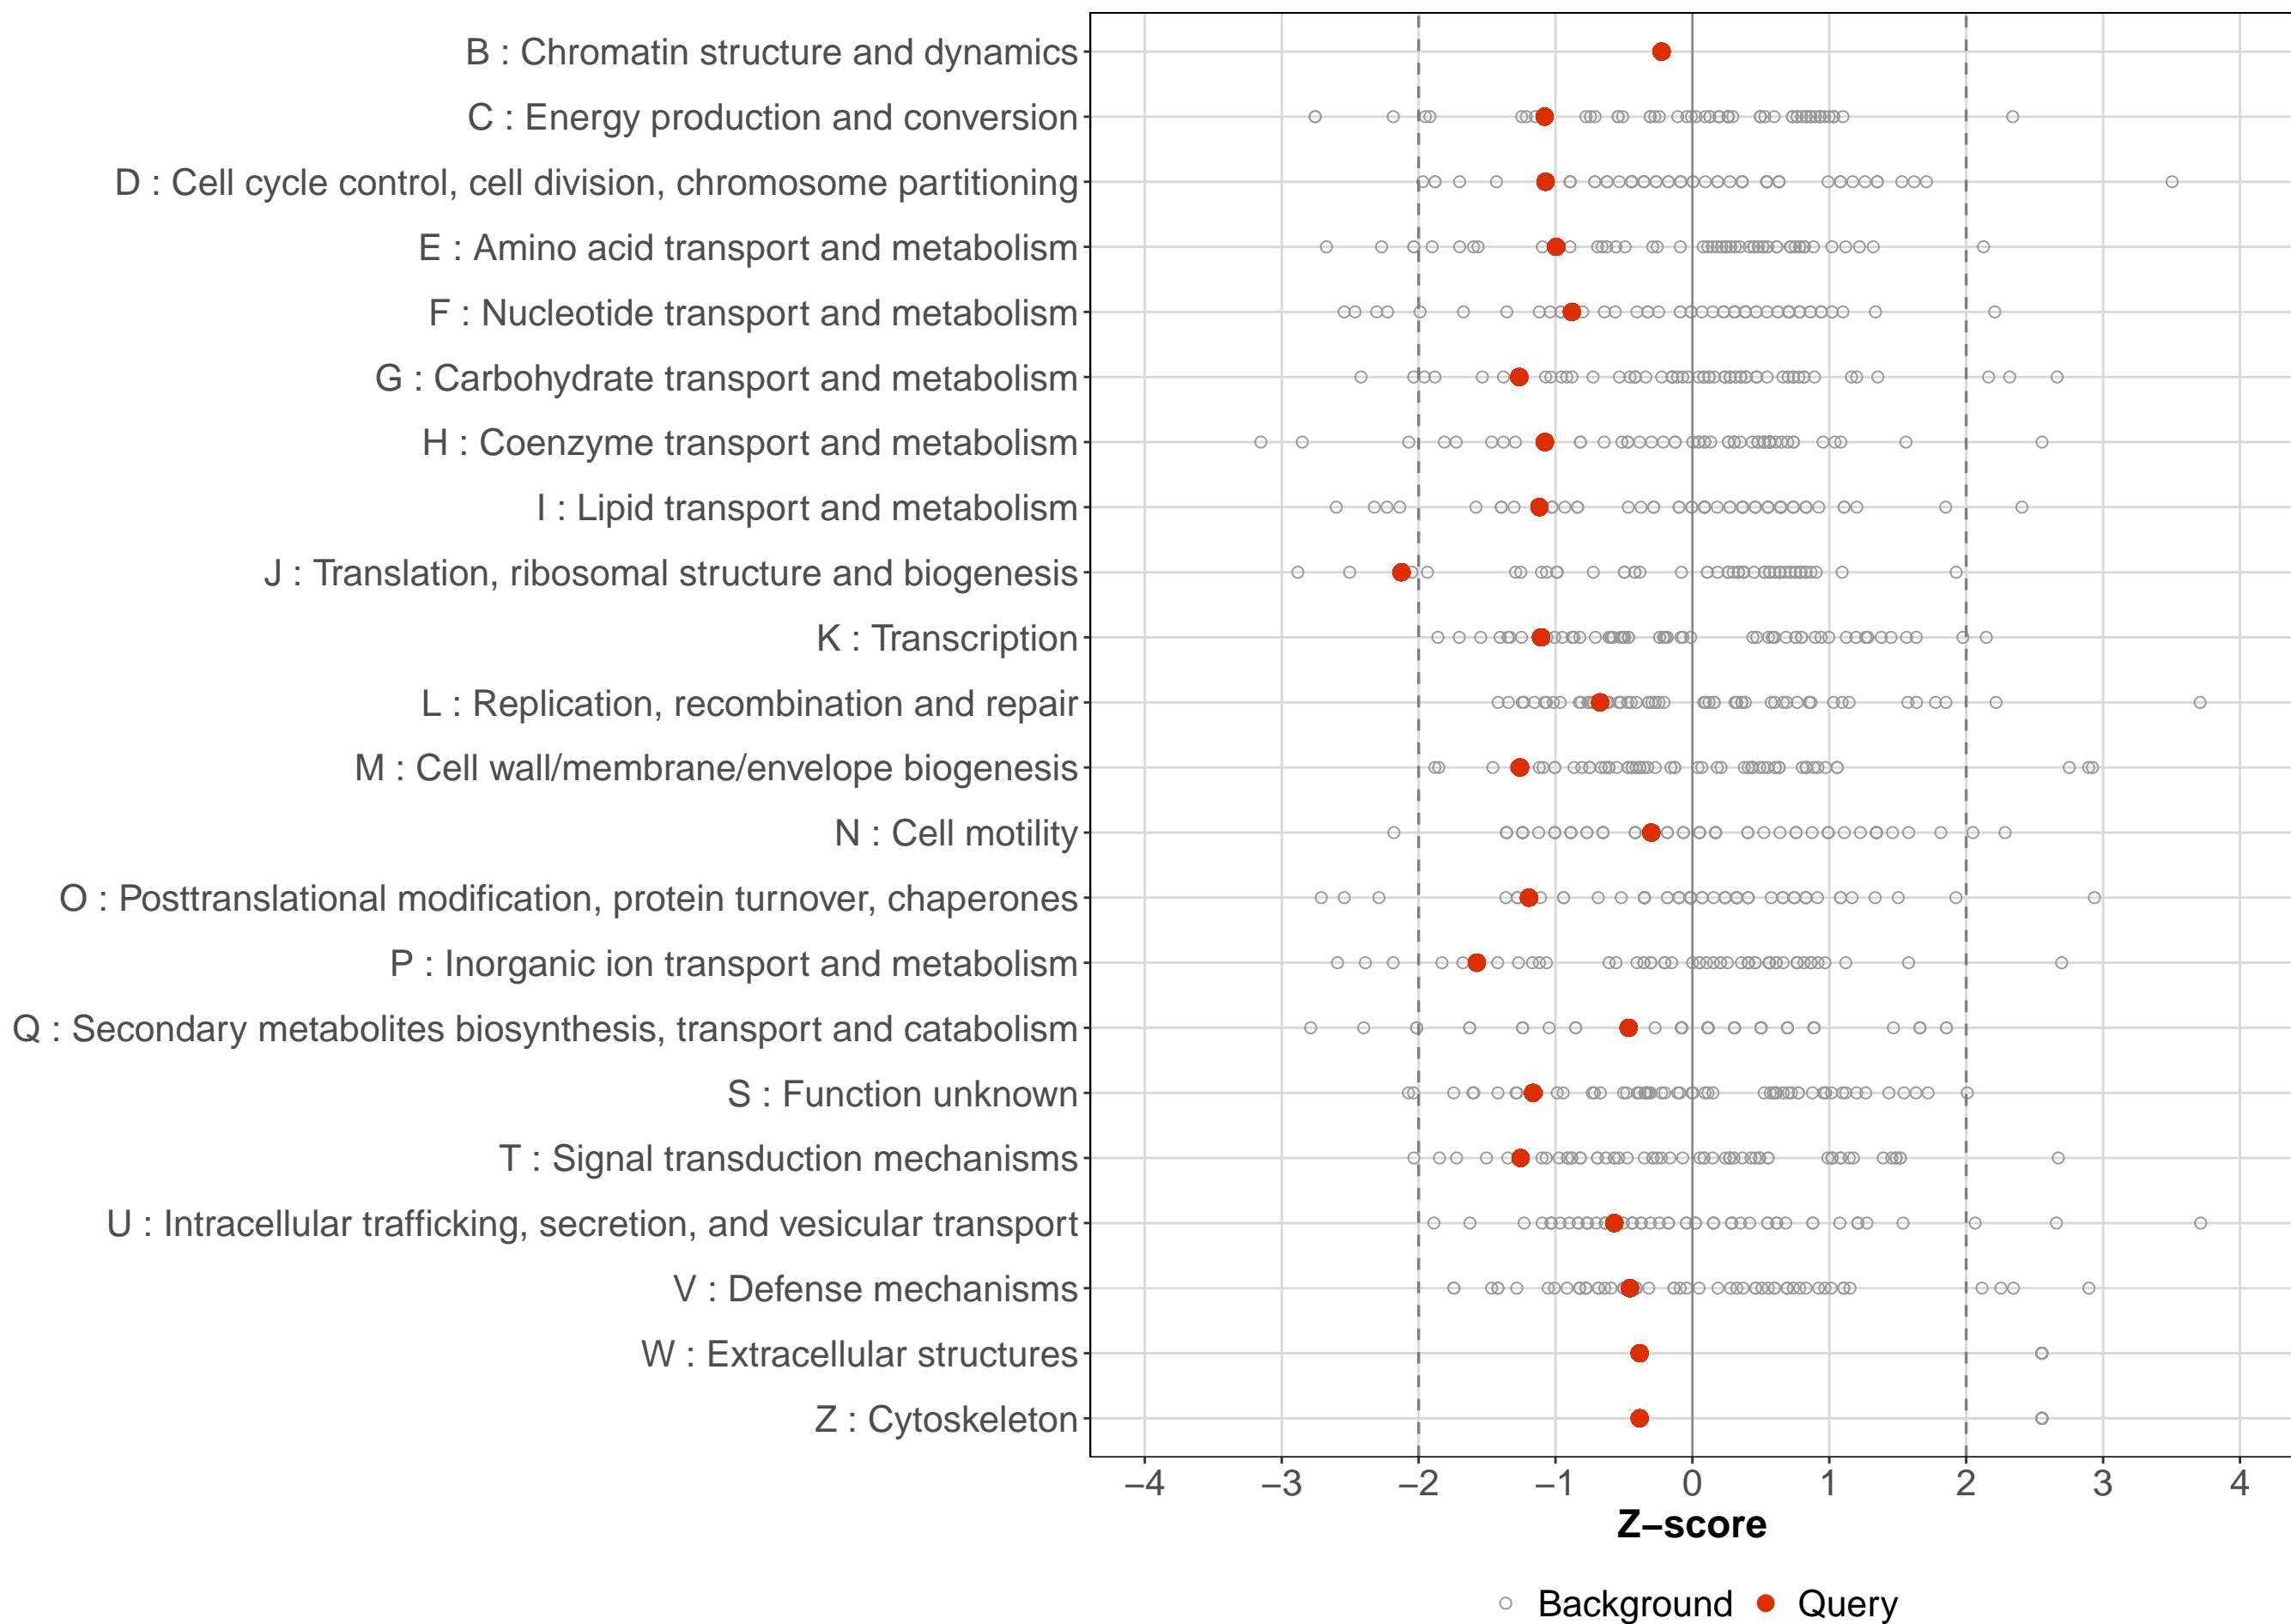 B : Chromatin structure and dynamics
C : Energy production and conversion
D : Cell cycle control, cell division, chromosome partitioning
E : Amino acid transport and metabolism
F : Nucleotide transport and metabolism
G : Carbohydrate transport and metabolism
H : Coenzyme transport and metabolism
I : Lipid transport and metabolism
J : Translation, ribosomal structure and biogenesis
K : Transcription
L : Replication, recombination and repair
M : Cell wall/membrane/envelope biogenesis
N : Cell motility
O : Posttranslational modification, protein turnover, chaperones
P : Inorganic ion transport and metabolism
Q : Secondary metabolites biosynthesis, transport and catabolism
S : Function unknown
T : Signal transduction mechanisms
U : Intracellular trafficking, secretion, and vesicular transport
V : Defense mechanisms
W : Extracellular structures
Z : Cytoskeleton
−4 −3 −2 −1 0 1 2 3 4
Z−score
Background Query